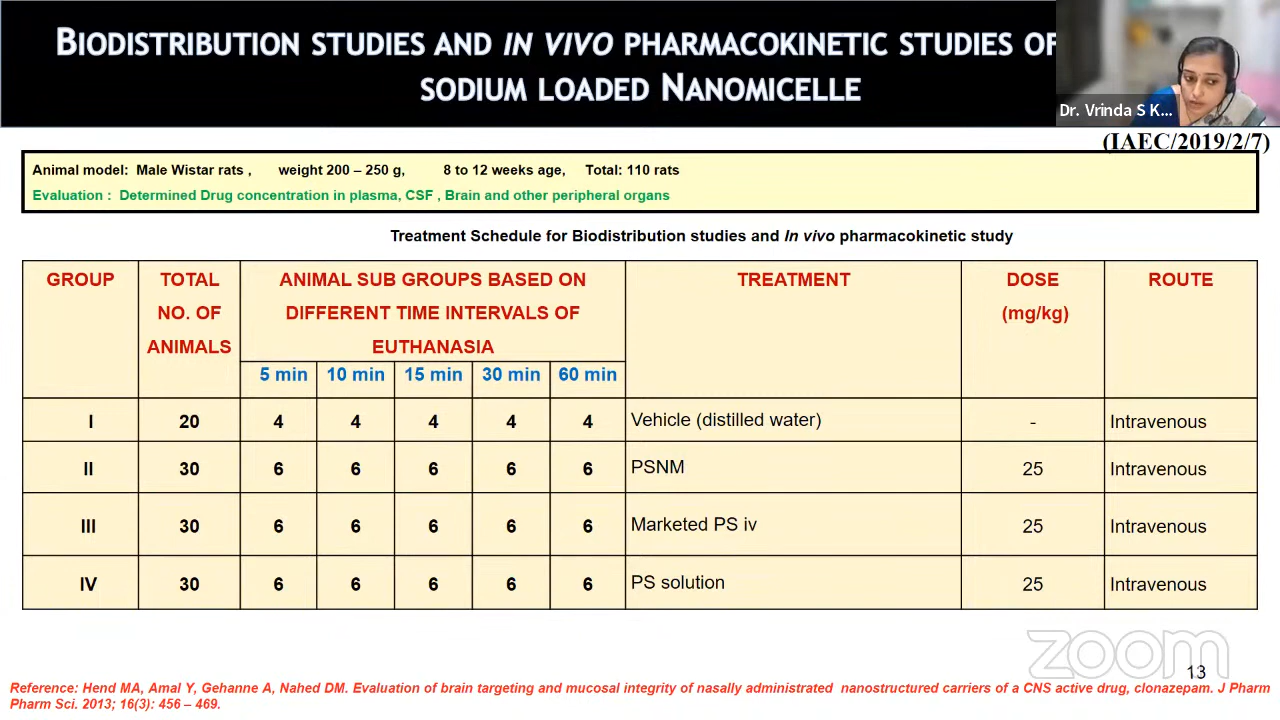 BIODISTRIBUTION STUDIES AND IN VIVO PHARMACOKINETIC STUDIES OF
SODIUM LOADED NANOMICELLE
Dr. Vrinda S K...
(IAEC/2019/2/7)
Animal model: Male Wistar rats , weight 200 – 250 g, 8 to 12 weeks age, Total: 110 rats
Evaluation : Determined Drug concentration in plasma, CSF , Brain and other peripheral organs
Treatment Schedule for Biodistribution studies and In vivo pharmacokinetic study
GROUP TOTAL NO. OF ANIMALS ANIMAL SUB GROUPS BASED ON DIFFERENT TIME INTERVALS OF EUTHANASIA TREATMENT DOSE (mg/kg) ROUTE
5 min 10 min 15 min 30 min 60 min
I 20 4 4 4 4 4 Vehicle (distilled water) - Intravenous
II 30 6 6 6 6 6 PSNM 25 Intravenous
III 30 6 6 6 6 6 Marketed PS iv 25 Intravenous
IV 30 6 6 6 6 6 PS solution 25 Intravenous
zoom
13
Reference: Hend MA, Amal Y, Gehanne A, Nahed DM. Evaluation of brain targeting and mucosal integrity of nasally administrated nanostructured carriers of a CNS active drug, clonazepam. J Pharm
Pharm Sci. 2013; 16(3): 456 – 469.